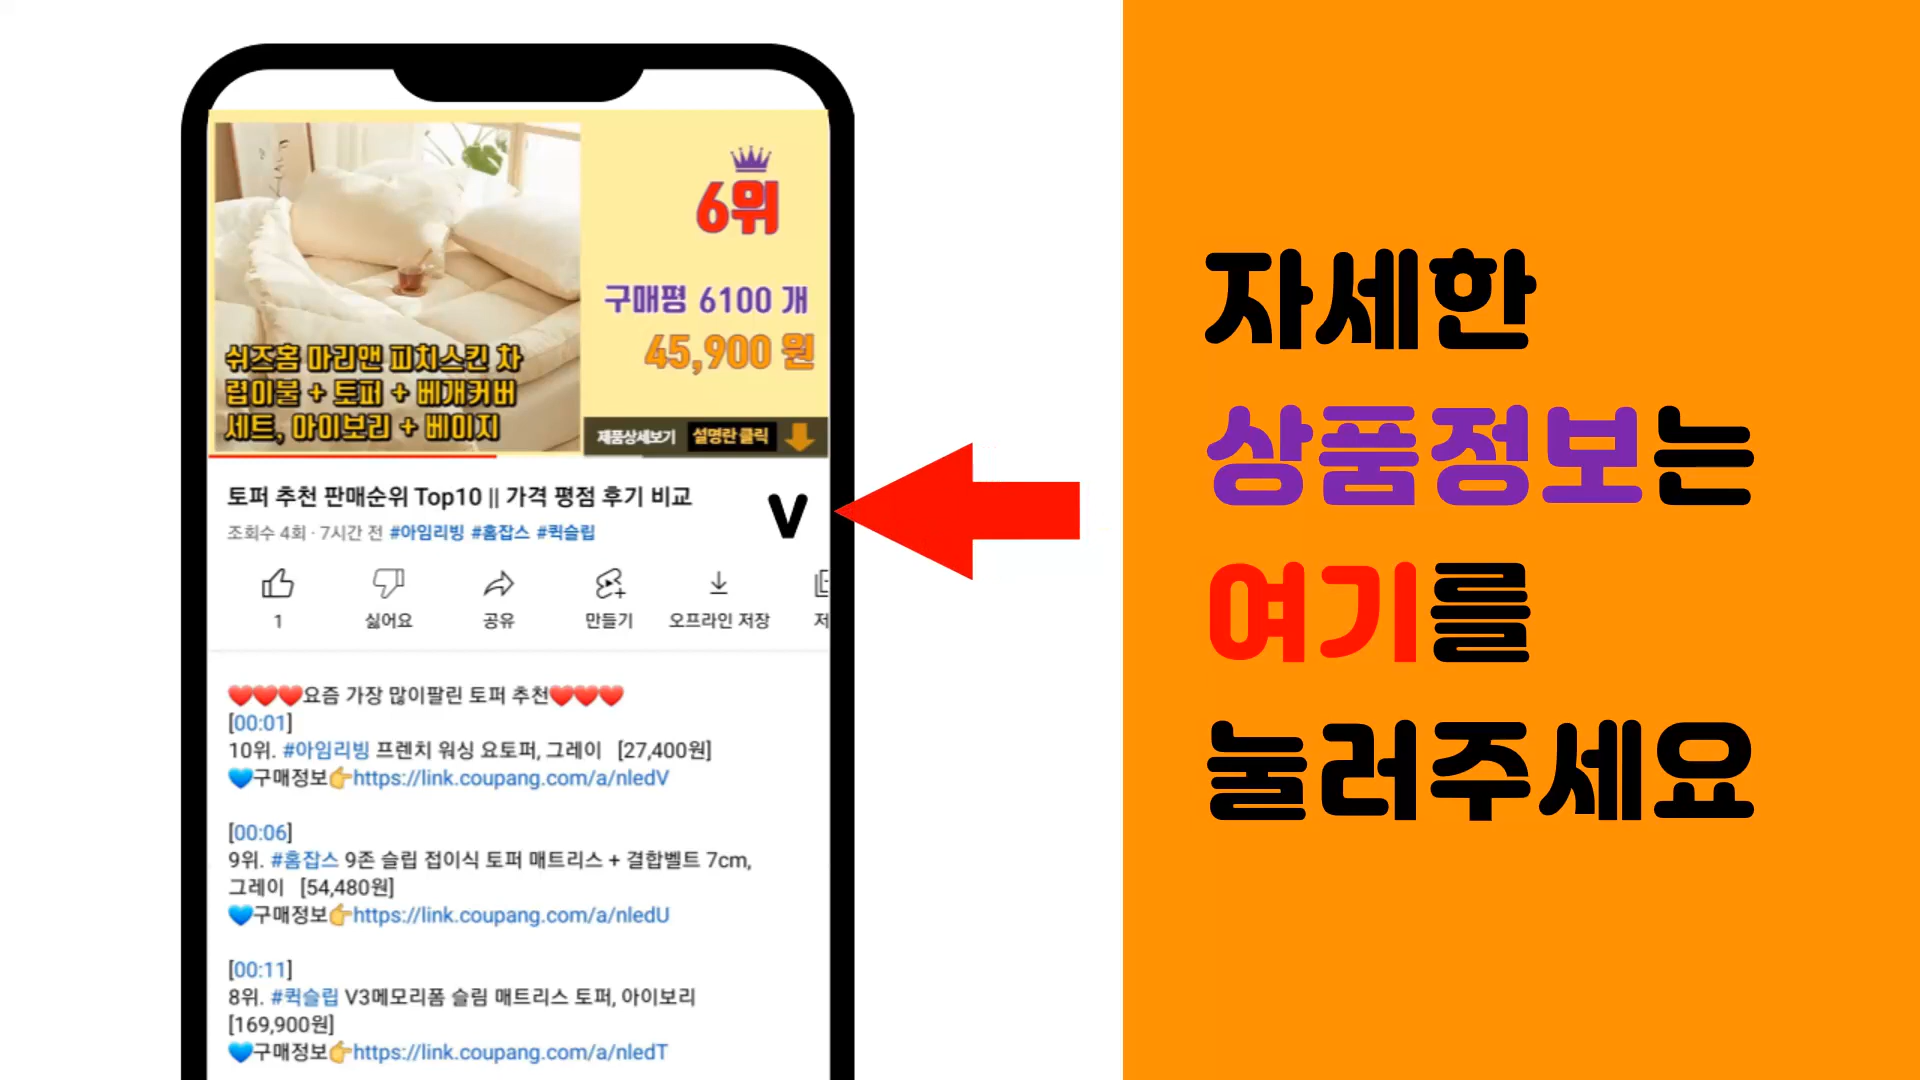 6위
구매평 6100 개
45,900 원
쉬즈홈 마리앤 피치스킨 차
렵이불 + 토퍼 + 베개커버
세트, 아이보리 + 베이지
제품상세보기 설명란 클릭
토퍼 추천 판매순위 Top10 || 가격 평점 후기 비교
V
조회수 4회 · 7시간 전 #아임리빙 #홈잡스 #퀵슬립
1 싫어요 공유 만들기 오프라인 저장 저
❤️❤️❤️요즘 가장 많이팔린 토퍼 추천❤️❤️❤️
[00:01]
10위. #아임리빙 프렌치 워싱 요토퍼, 그레이 [27,400원]
💙구매정보👉https://link.coupang.com/a/nledV
[00:06]
9위. #홈잡스 9존 슬립 접이식 토퍼 매트리스 + 결합벨트 7cm,
그레이 [54,480원]
💙구매정보👉https://link.coupang.com/a/nledU
[00:11]
8위. #퀵슬립 V3메모리폼 슬림 매트리스 토퍼, 아이보리
[169,900원]
💙구매정보👉https://link.coupang.com/a/nledT
자세한
상품정보는
여기를
눌러주세요